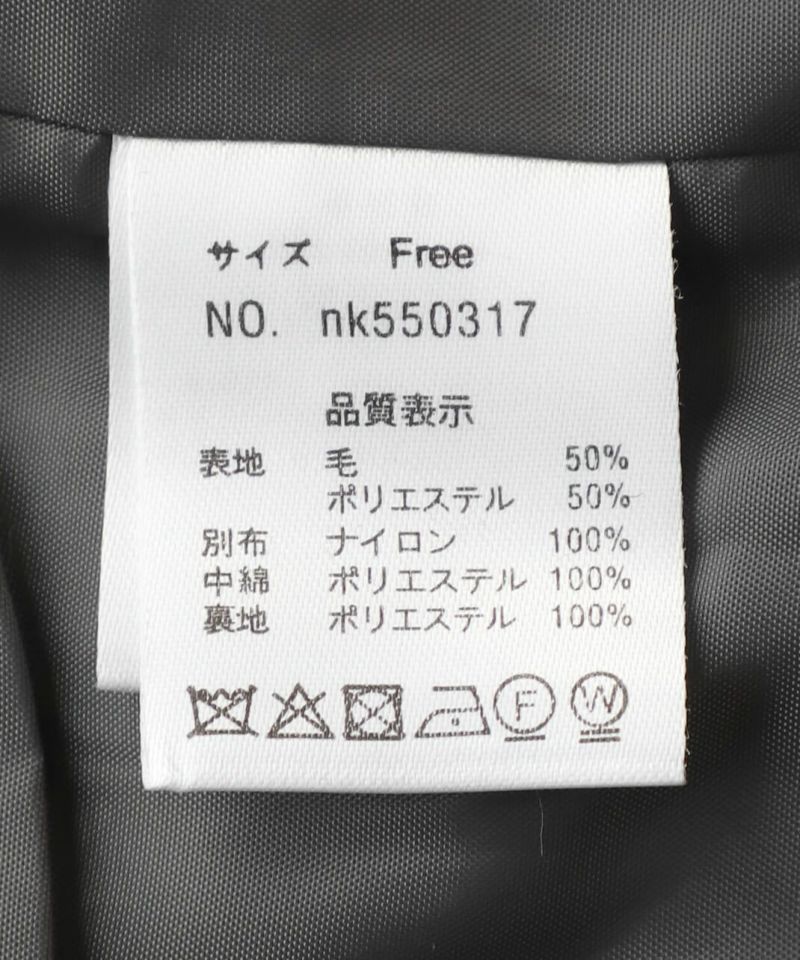 サイズ Free
NO. nk550317
品質表示
表地 毛 50%
ポリエステル 50%
別布 ナイロン 100%
中綿 ポリエステル 100%
裏地 ポリエステル 100%
F W